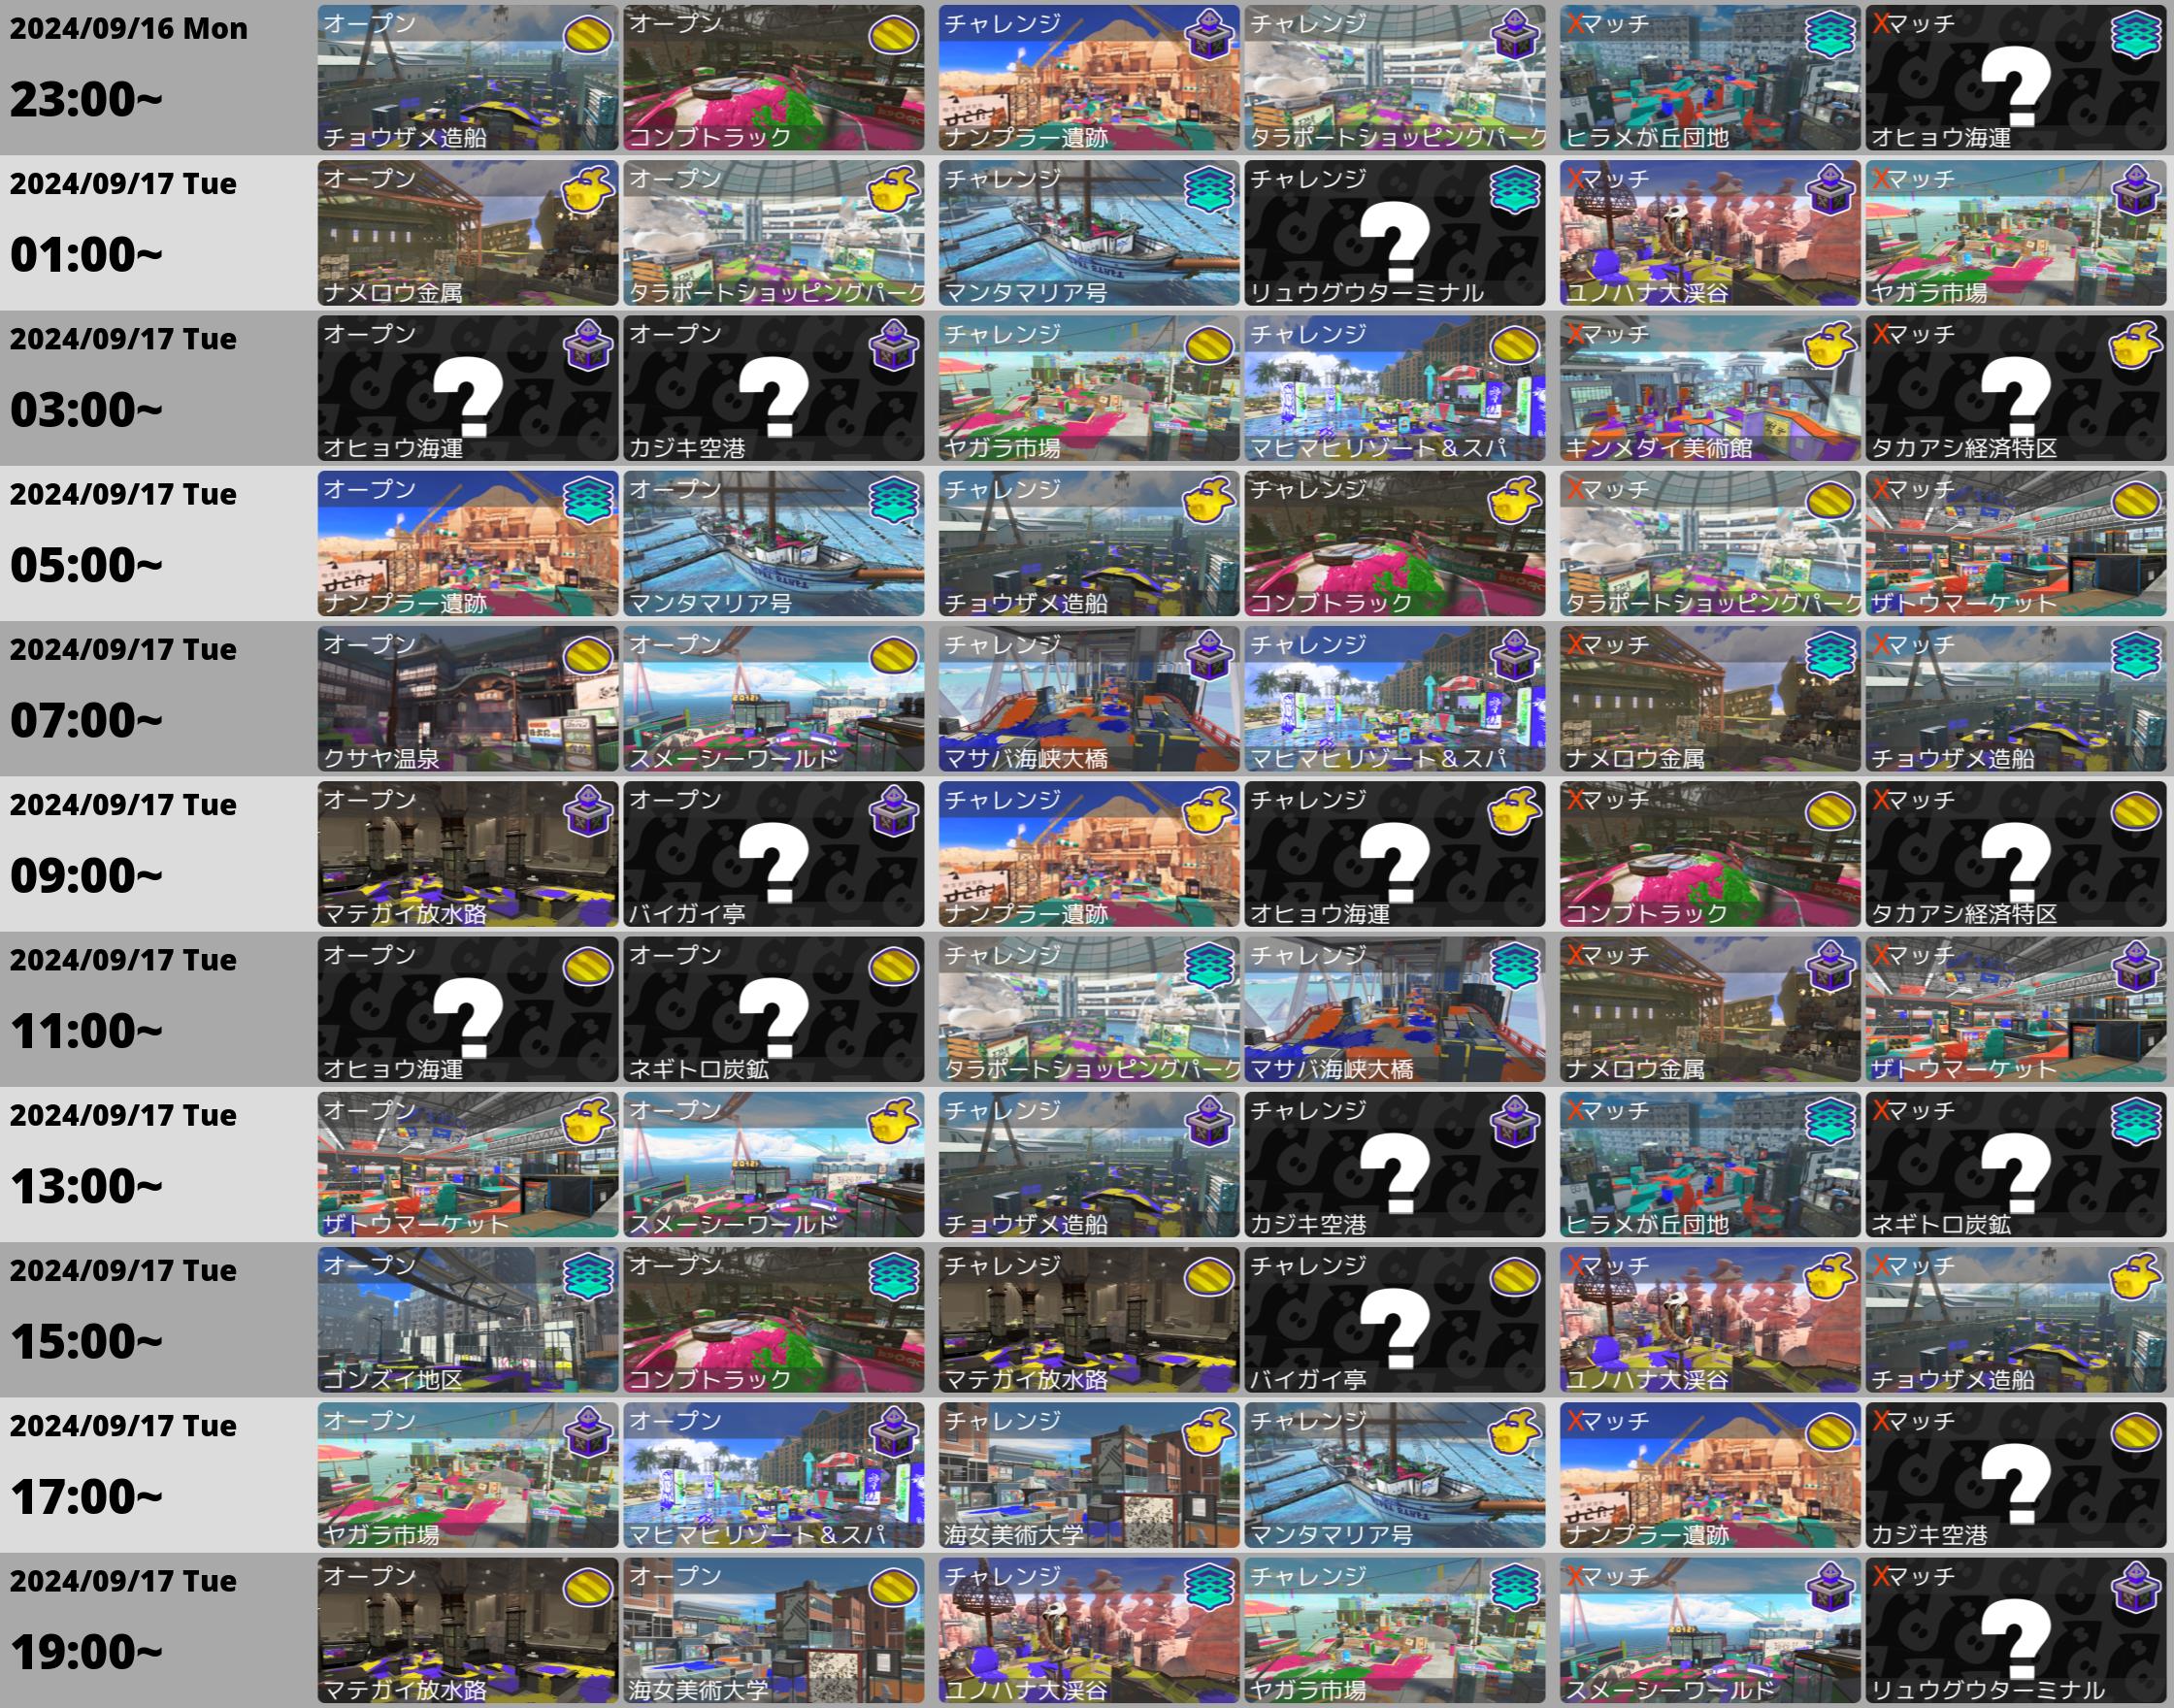 2024/09/16 Mon
23:00~
オープン オープン チャレンジ チャレンジ Xマッチ Xマッチ
チョウザメ造船 コンブトラック ナンプラー遺跡 タラポートショッピングパーク ヒラメが丘団地 オヒョウ海運
2024/09/17 Tue
01:00~
オープン オープン チャレンジ チャレンジ Xマッチ Xマッチ
ナメロウ金属 タラポートショッピングパーク マンタマリア号 リュウグウターミナル ユノハナ大渓谷 ヤガラ市場
2024/09/17 Tue
03:00~
オープン オープン チャレンジ チャレンジ Xマッチ Xマッチ
オヒョウ海運 カジキ空港 ヤガラ市場 マヒマヒリゾート&スパ キンメダイ美術館 タカアシ経済特区
2024/09/17 Tue
05:00~
オープン オープン チャレンジ チャレンジ Xマッチ Xマッチ
ナンプラー遺跡 マンタマリア号 チョウザメ造船 コンブトラック タラポートショッピングパーク ザトウマーケット
2024/09/17 Tue
07:00~
オープン オープン チャレンジ チャレンジ Xマッチ Xマッチ
クサヤ温泉 スメーシーワールド マサバ海峡大橋 マヒマヒリゾート&スパ ナメロウ金属 チョウザメ造船
2024/09/17 Tue
09:00~
オープン オープン チャレンジ チャレンジ Xマッチ Xマッチ
マテガイ放水路 バイガイ亭 ナンプラー遺跡 オヒョウ海運 コンブトラック タカアシ経済特区
2024/09/17 Tue
11:00~
オープン オープン チャレンジ チャレンジ Xマッチ Xマッチ
オヒョウ海運 ネギトロ炭鉱 タラポートショッピングパーク マサバ海峡大橋 ナメロウ金属 ザトウマーケット
2024/09/17 Tue
13:00~
オープン オープン チャレンジ チャレンジ Xマッチ Xマッチ
ザトウマーケット スメーシーワールド チョウザメ造船 カジキ空港 ヒラメが丘団地 ネギトロ炭鉱
2024/09/17 Tue
15:00~
オープン オープン チャレンジ チャレンジ Xマッチ Xマッチ
ゴンズイ地区 コンブトラック マテガイ放水路 バイガイ亭 ユノハナ大渓谷 チョウザメ造船
2024/09/17 Tue
17:00~
オープン オープン チャレンジ チャレンジ Xマッチ Xマッチ
ヤガラ市場 マヒマヒリゾート&スパ 海女美術大学 マンタマリア号 ナンプラー遺跡 カジキ空港
2024/09/17 Tue
19:00~
オープン オープン チャレンジ チャレンジ Xマッチ Xマッチ
マテガイ放水路 海女美術大学 ユノハナ大渓谷 ヤガラ市場 スメーシーワールド リュウグウターミナル